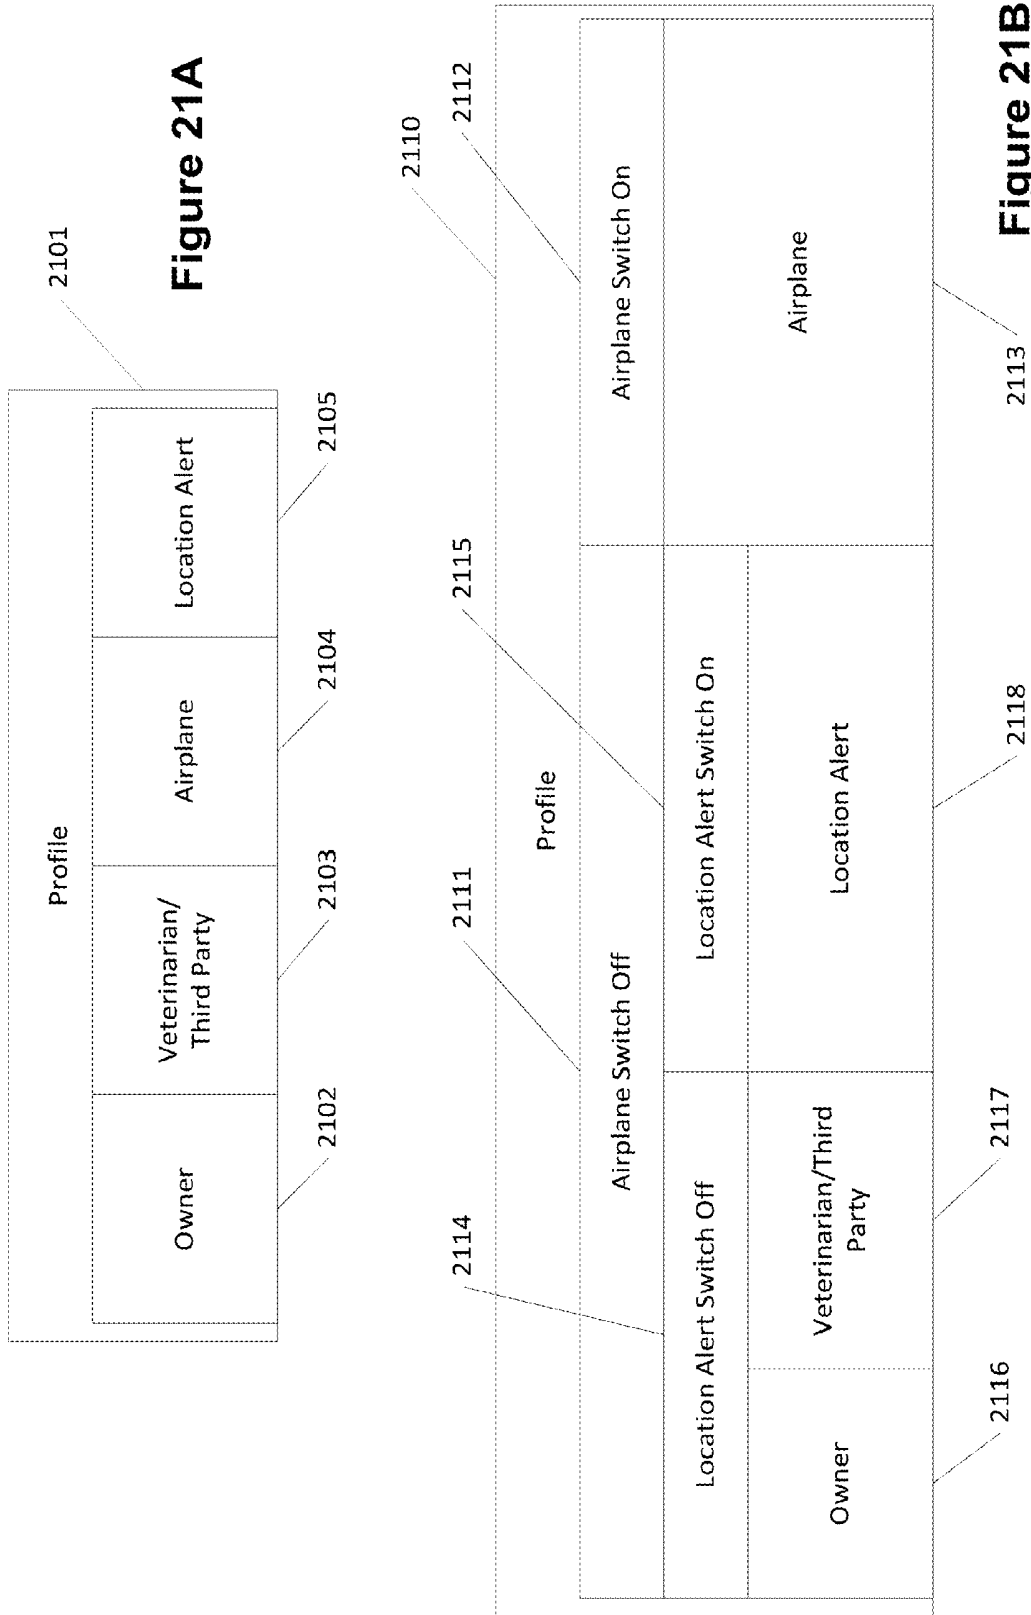 Profile
Owner
Veterinarian/
Third Party
Airplane
Location Alert
2101
2102
2103
2104
2105
Figure 21A
2110
Profile
2111
2112
Airplane Switch Off
Airplane Switch On
2114
2115
Location Alert Switch Off
Location Alert Switch On
Owner
Veterinarian/Third
Party
Location Alert
Airplane
2116
2117
2118
2113
Figure 21B